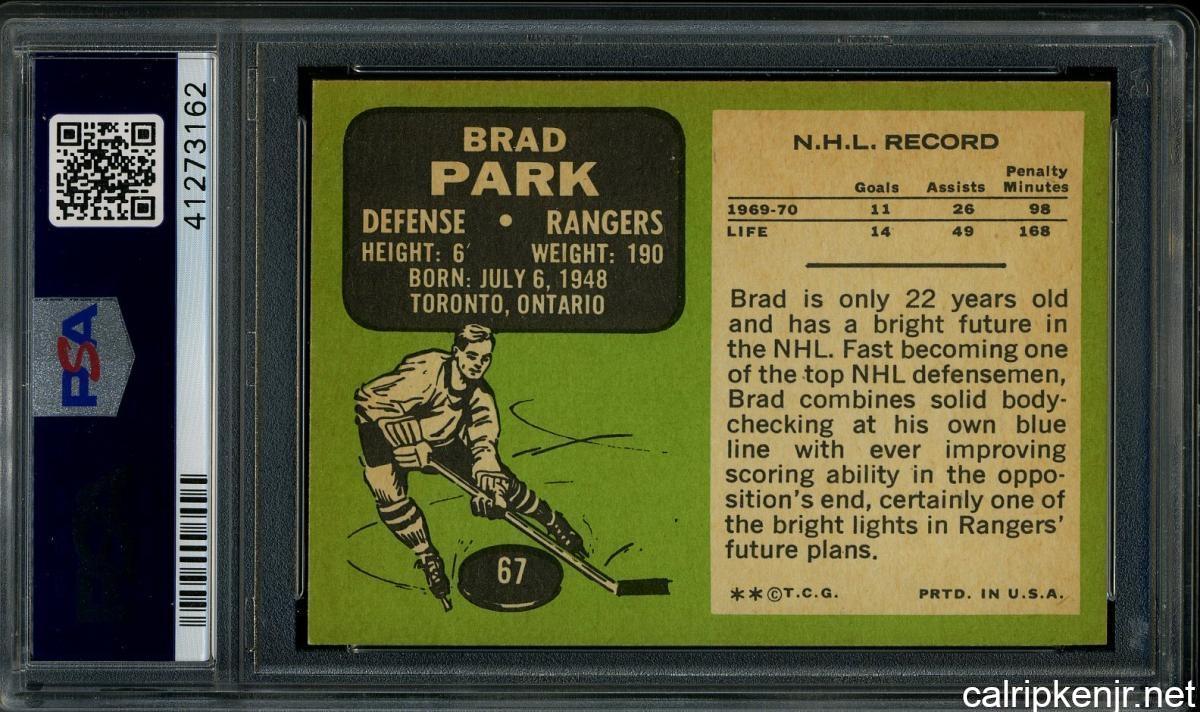 41273162
PSA
BRAD
PARK
DEFENSE • RANGERS
HEIGHT: 6' WEIGHT: 190
BORN: JULY 6, 1948
TORONTO, ONTARIO
67
N.H.L. RECORD
Goals Assists Penalty Minutes
1969-70 11 26 98
LIFE 14 49 168
Brad is only 22 years old
and has a bright future in
the NHL. Fast becoming one
of the top NHL defensemen,
Brad combines solid body-
checking at his own blue
line with ever improving
scoring ability in the oppo-
sition's end, certainly one of
the bright lights in Rangers'
future plans.
**©T.C.G. PRTD. IN U.S.A.
calripkenjr.net